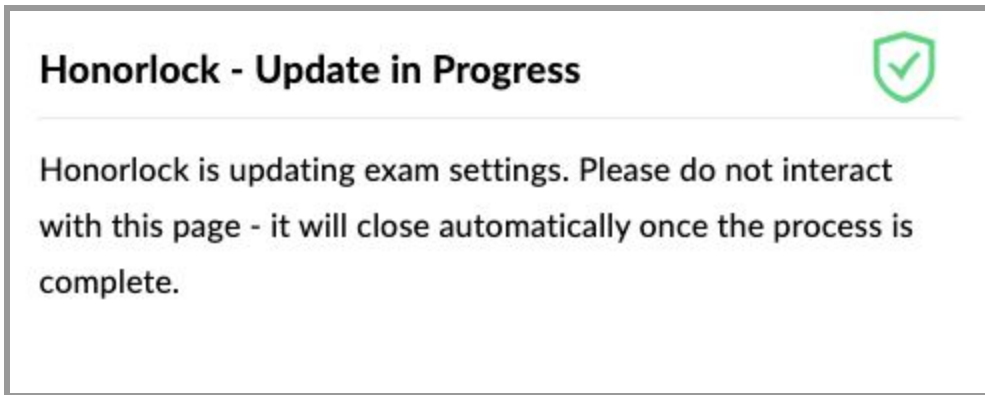 Honorlock - Update in Progress
Honorlock is updating exam settings. Please do not interact
with this page - it will close automatically once the process is
complete.